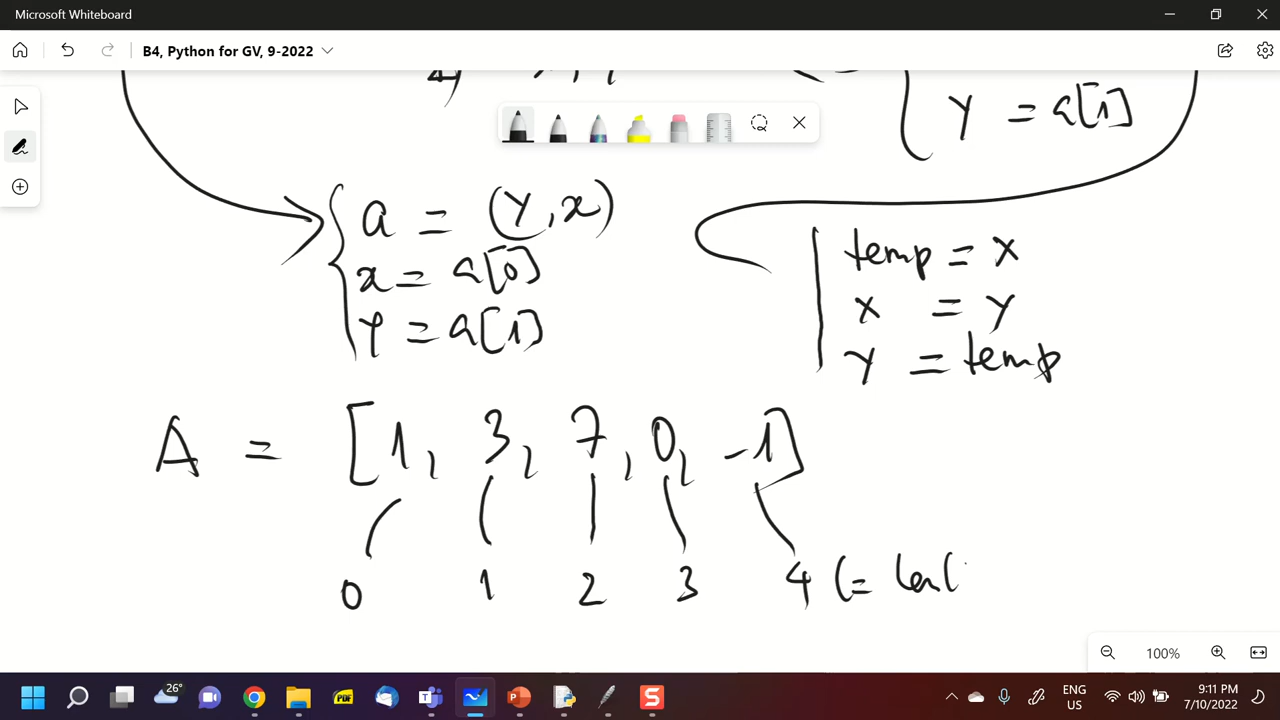 Microsoft Whiteboard
B4, Python for GV, 9-2022
Y = a[1]
a = (Y, x)
x = a[0]
Y = a[1]
temp = x
x = y
y = temp
A = [1, 3, 7, 0, -1]
0 1 2 3 4 (= len(
100%
26°
PDF
S
ENG
US
9:11 PM
7/10/2022